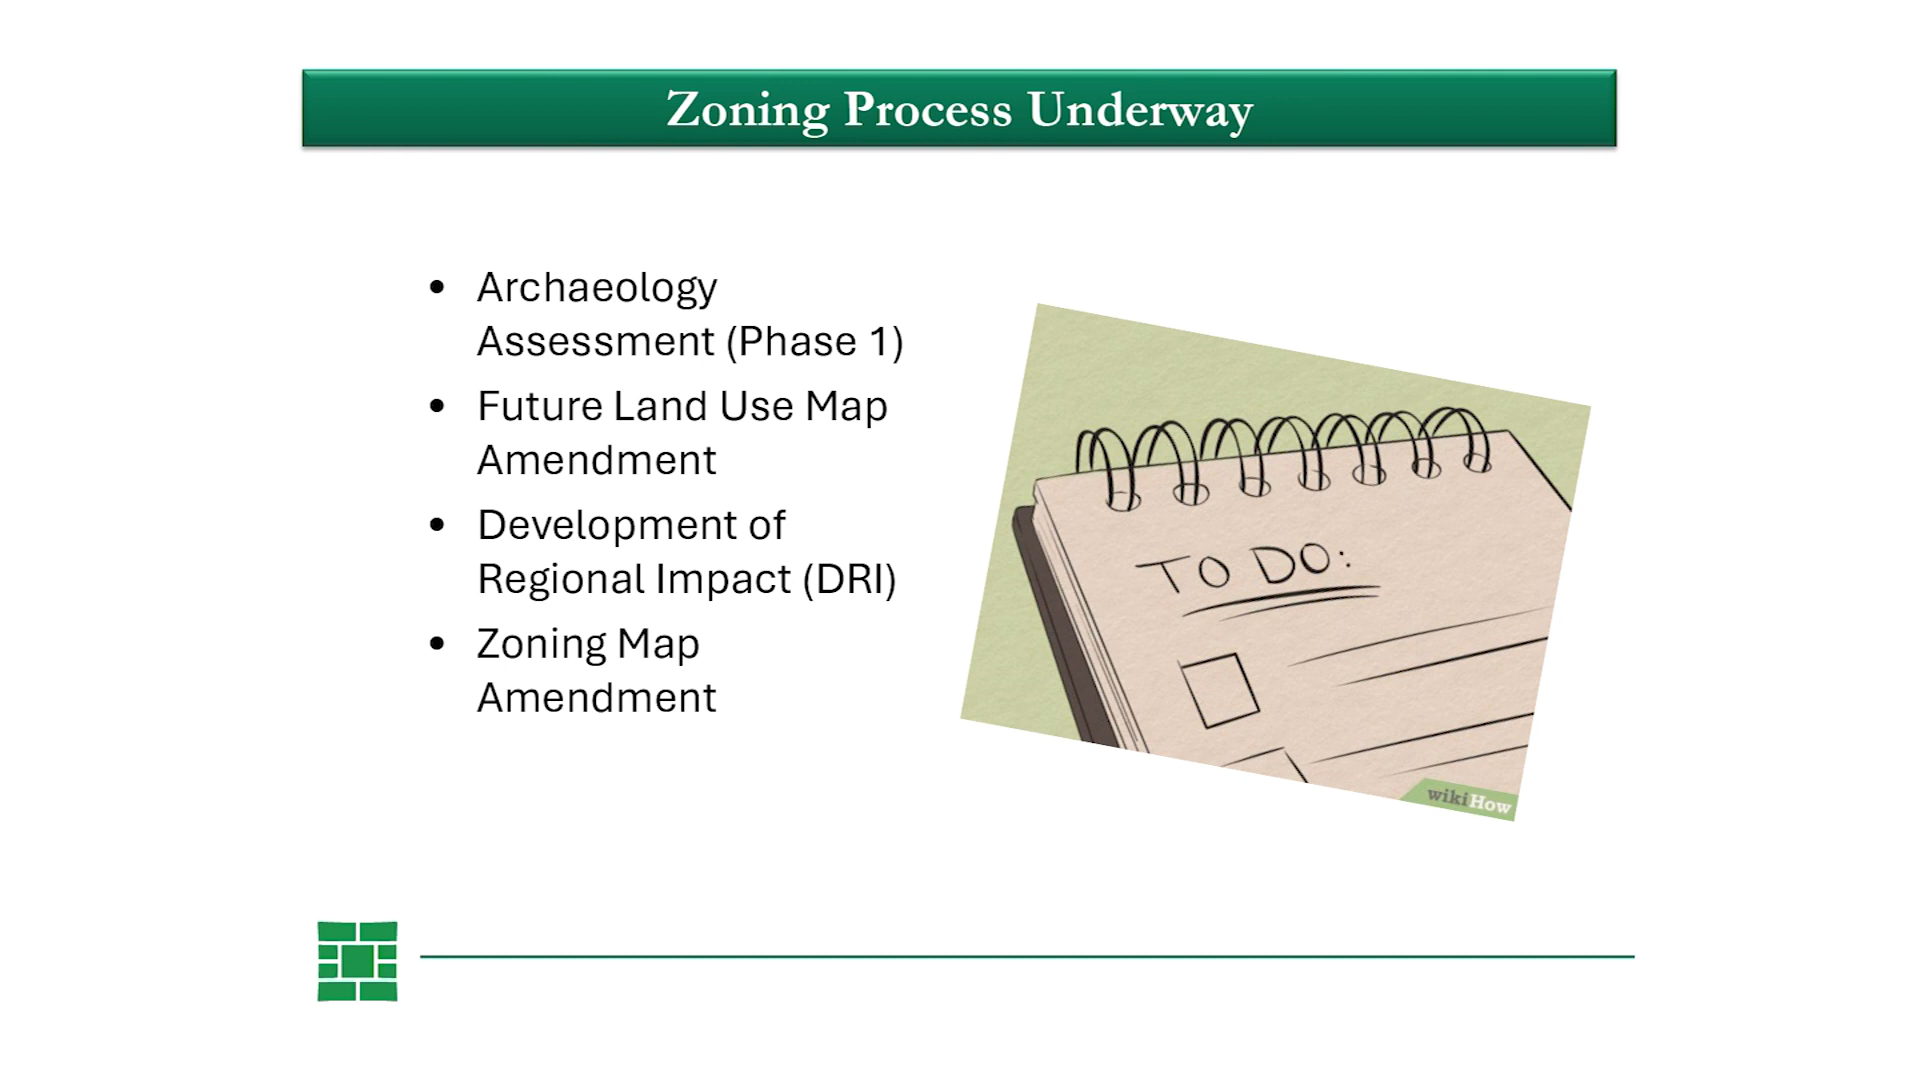 Zoning Process Underway
• Archaeology
Assessment (Phase 1)
• Future Land Use Map
Amendment
• Development of
Regional Impact (DRI)
• Zoning Map
Amendment
TO DO:
wikiHow